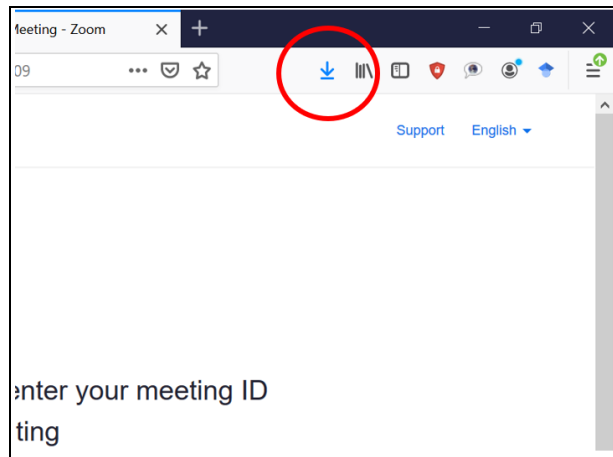 Meeting - Zoom
09
Support English
enter your meeting ID
ting